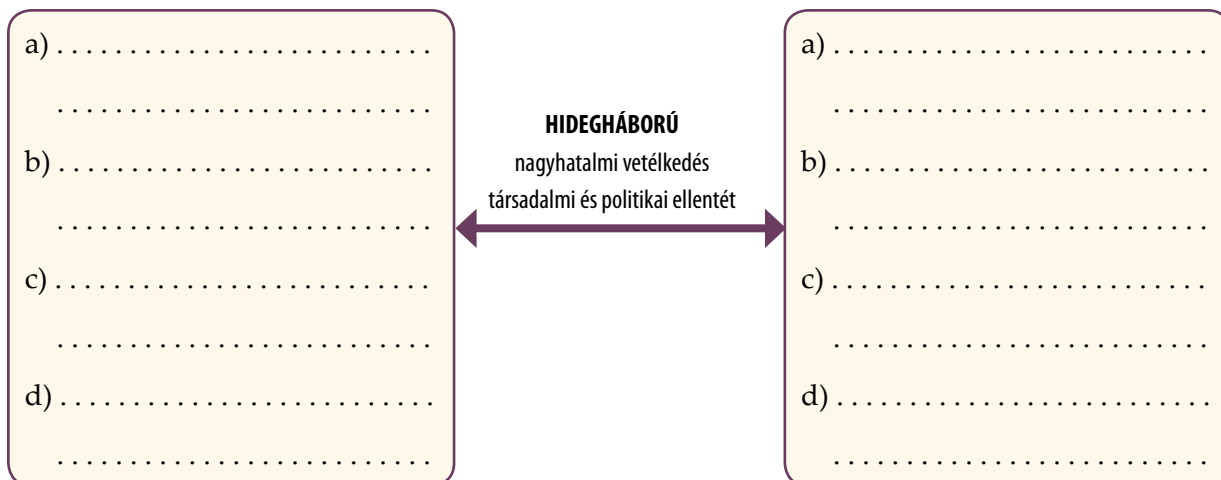 a) . . . . . . . . . . . . . . . . . . . . . . . . . .
. . . . . . . . . . . . . . . . . . . . . . . . . .
b) . . . . . . . . . . . . . . . . . . . . . . . . . .
. . . . . . . . . . . . . . . . . . . . . . . . . .
c) . . . . . . . . . . . . . . . . . . . . . . . . . .
. . . . . . . . . . . . . . . . . . . . . . . . . .
d) . . . . . . . . . . . . . . . . . . . . . . . . . .
. . . . . . . . . . . . . . . . . . . . . . . . . .
HIDEGHÁBORÚ
nagyhatalmi vetélkedés
társadalmi és politikai ellentét
a) . . . . . . . . . . . . . . . . . . . . . . . . . .
. . . . . . . . . . . . . . . . . . . . . . . . . .
b) . . . . . . . . . . . . . . . . . . . . . . . . . .
. . . . . . . . . . . . . . . . . . . . . . . . . .
c) . . . . . . . . . . . . . . . . . . . . . . . . . .
. . . . . . . . . . . . . . . . . . . . . . . . . .
d) . . . . . . . . . . . . . . . . . . . . . . . . . .
. . . . . . . . . . . . . . . . . . . . . . . . . .